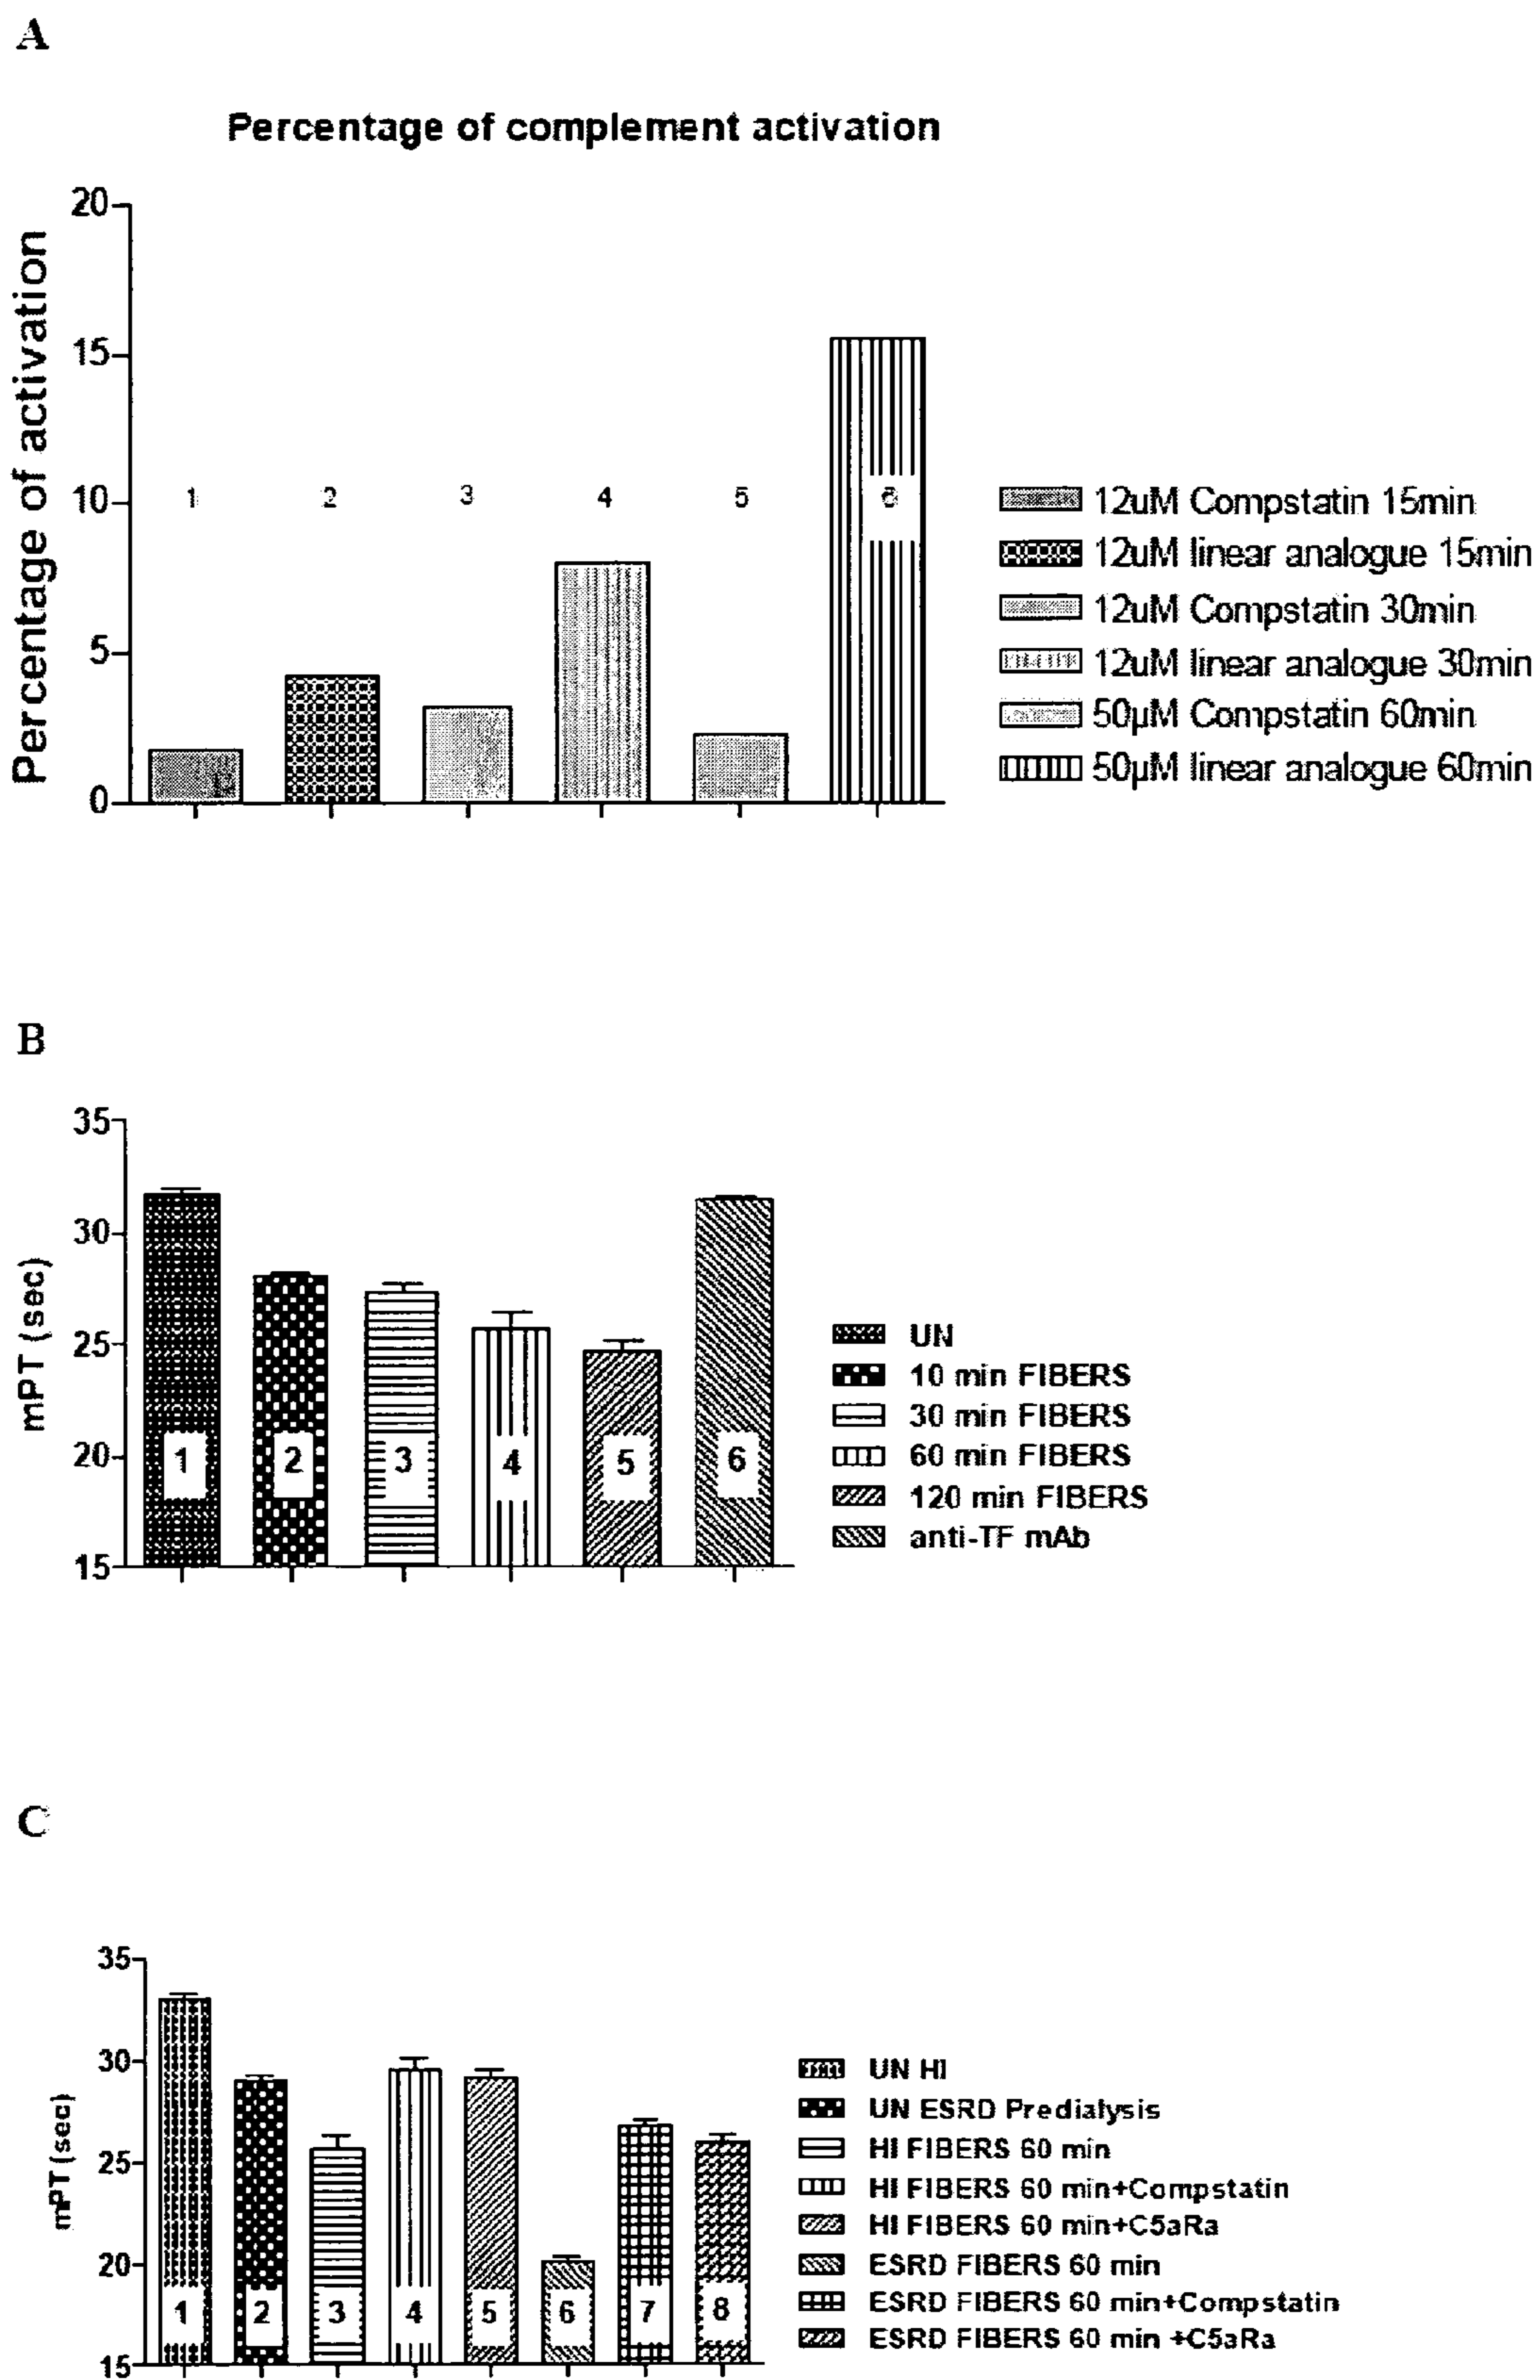 A
Percentage of complement activation
Percentage of activation
20
15
10
5
0
1 2 3 4 5 6
12uM Compstatin 15min
12uM linear analogue 15min
12uM Compstatin 30min
12uM linear analogue 30min
50µM Compstatin 60min
50µM linear analogue 60min
B
mPT (sec)
35
30
25
20
15
1 2 3 4 5 6
UN
10 min FIBERS
30 min FIBERS
60 min FIBERS
120 min FIBERS
anti-TF mAb
C
mPT (sec)
35
30
25
20
15
1 2 3 4 5 6 7 8
UN HI
UN ESRD Predialysis
HI FIBERS 60 min
HI FIBERS 60 min+Compstatin
HI FIBERS 60 min+C5aRa
ESRD FIBERS 60 min
ESRD FIBERS 60 min+Compstatin
ESRD FIBERS 60 min +C5aRa